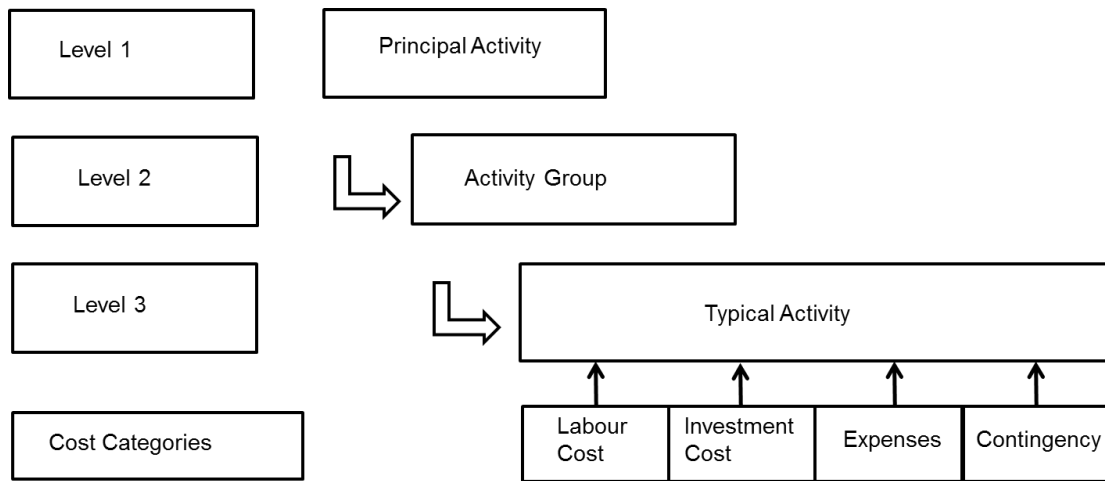 Level 1
Principal Activity
Level 2
Activity Group
Level 3
Typical Activity
Cost Categories
Labour
Cost
Investment
Cost
Expenses
Contingency